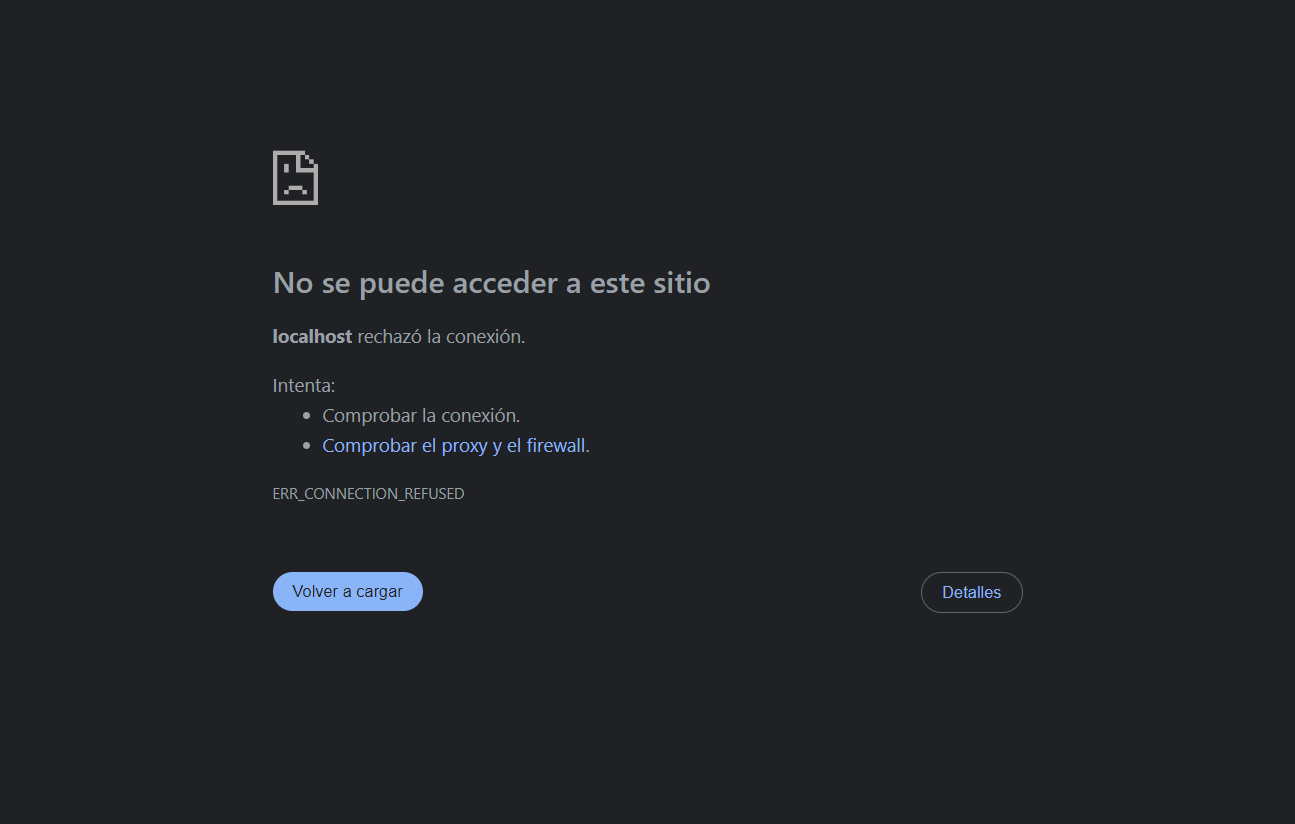 No se puede acceder a este sitio
localhost rechazó la conexión.
Intenta:
• Comprobar la conexión.
• Comprobar el proxy y el firewall.
ERR_CONNECTION_REFUSED
Volver a cargar
Detalles